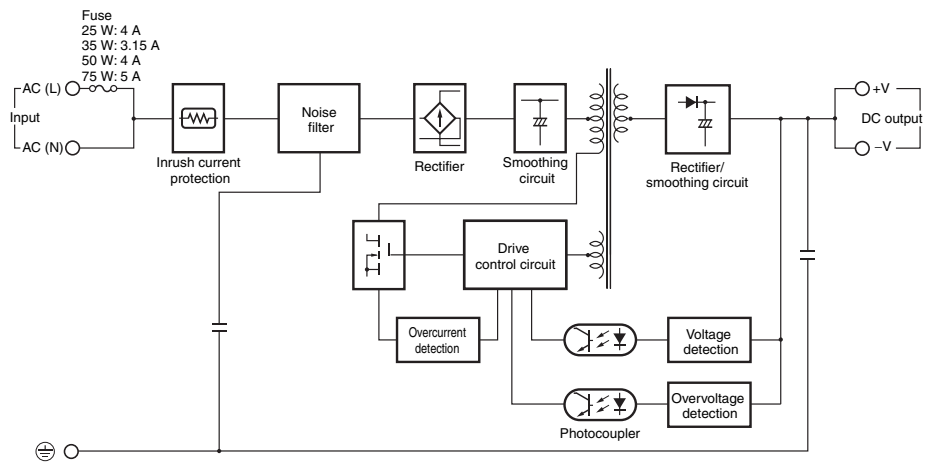 Fuse
25 W: 4 A
35 W: 3.15 A
50 W: 4 A
75 W: 5 A
AC (L)
Input
AC (N)
Inrush current
protection
Noise
filter
Rectifier
Smoothing
circuit
Rectifier/
smoothing circuit
+V
DC output
–V
Drive
control circuit
Overcurrent
detection
Voltage
detection
Overvoltage
detection
Photocoupler